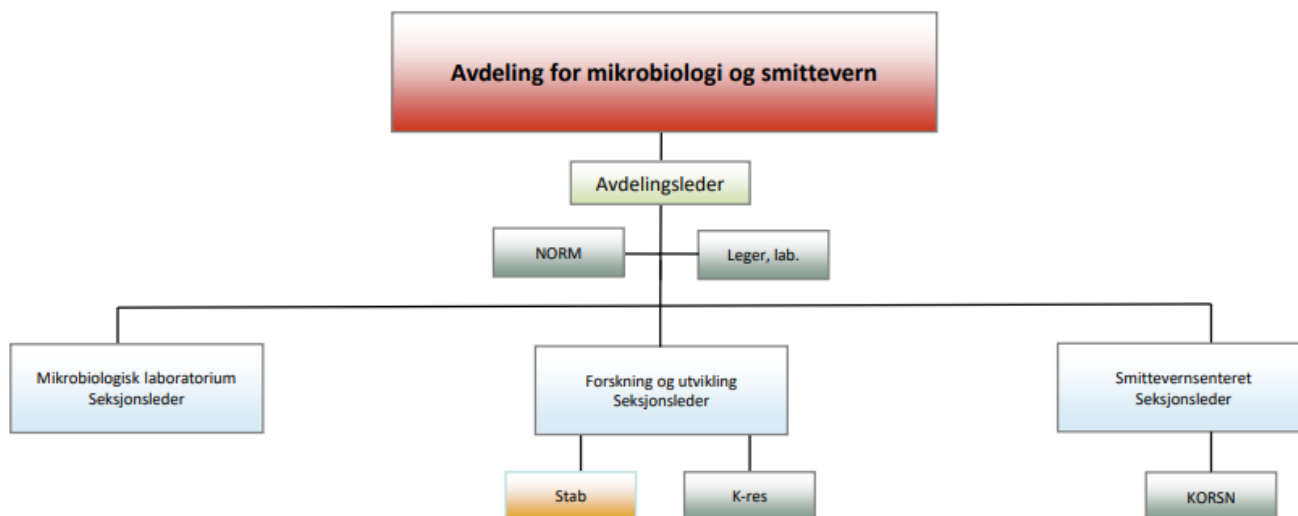 Avdeling for mikrobiologi og smittevern
Avdelingsleder
NORM
Leger, lab.
Mikrobiologisk laboratorium
Seksjonsleder
Forskning og utvikling
Seksjonsleder
Smittevernsenteret
Seksjonsleder
Stab
K-res
KORSN